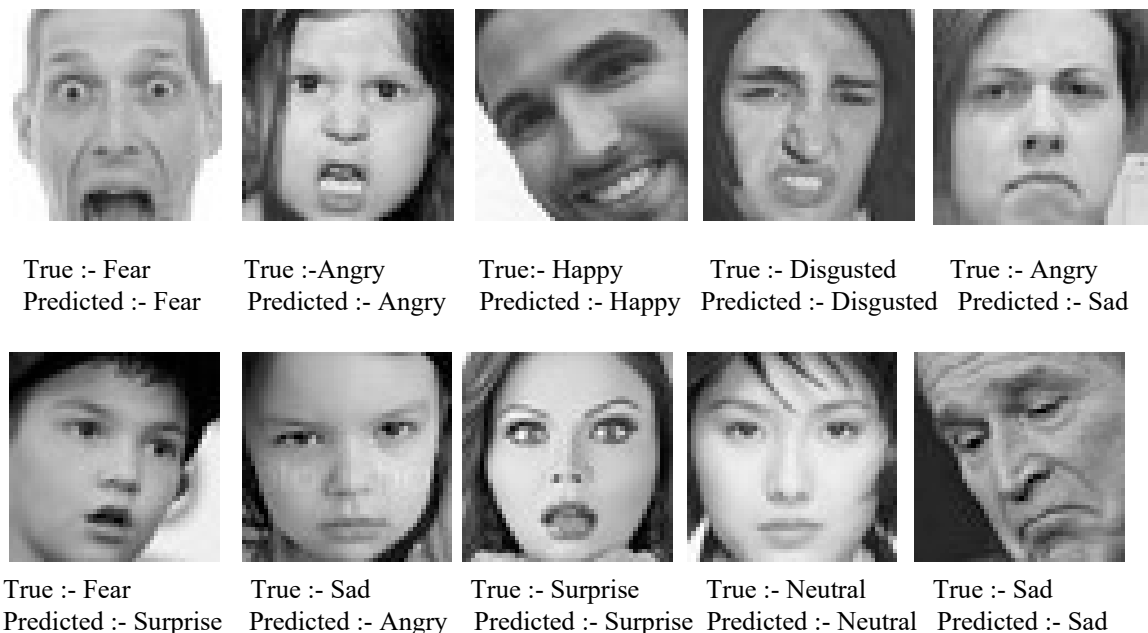 True :- Fear True :-Angry True:- Happy True :- Disgusted True :- Angry
Predicted :- Fear Predicted :- Angry Predicted :- Happy Predicted :- Disgusted Predicted :- Sad
True :- Fear True :- Sad True :- Surprise True :- Neutral True :- Sad
Predicted :- Surprise Predicted :- Angry Predicted :- Surprise Predicted :- Neutral Predicted :- Sad